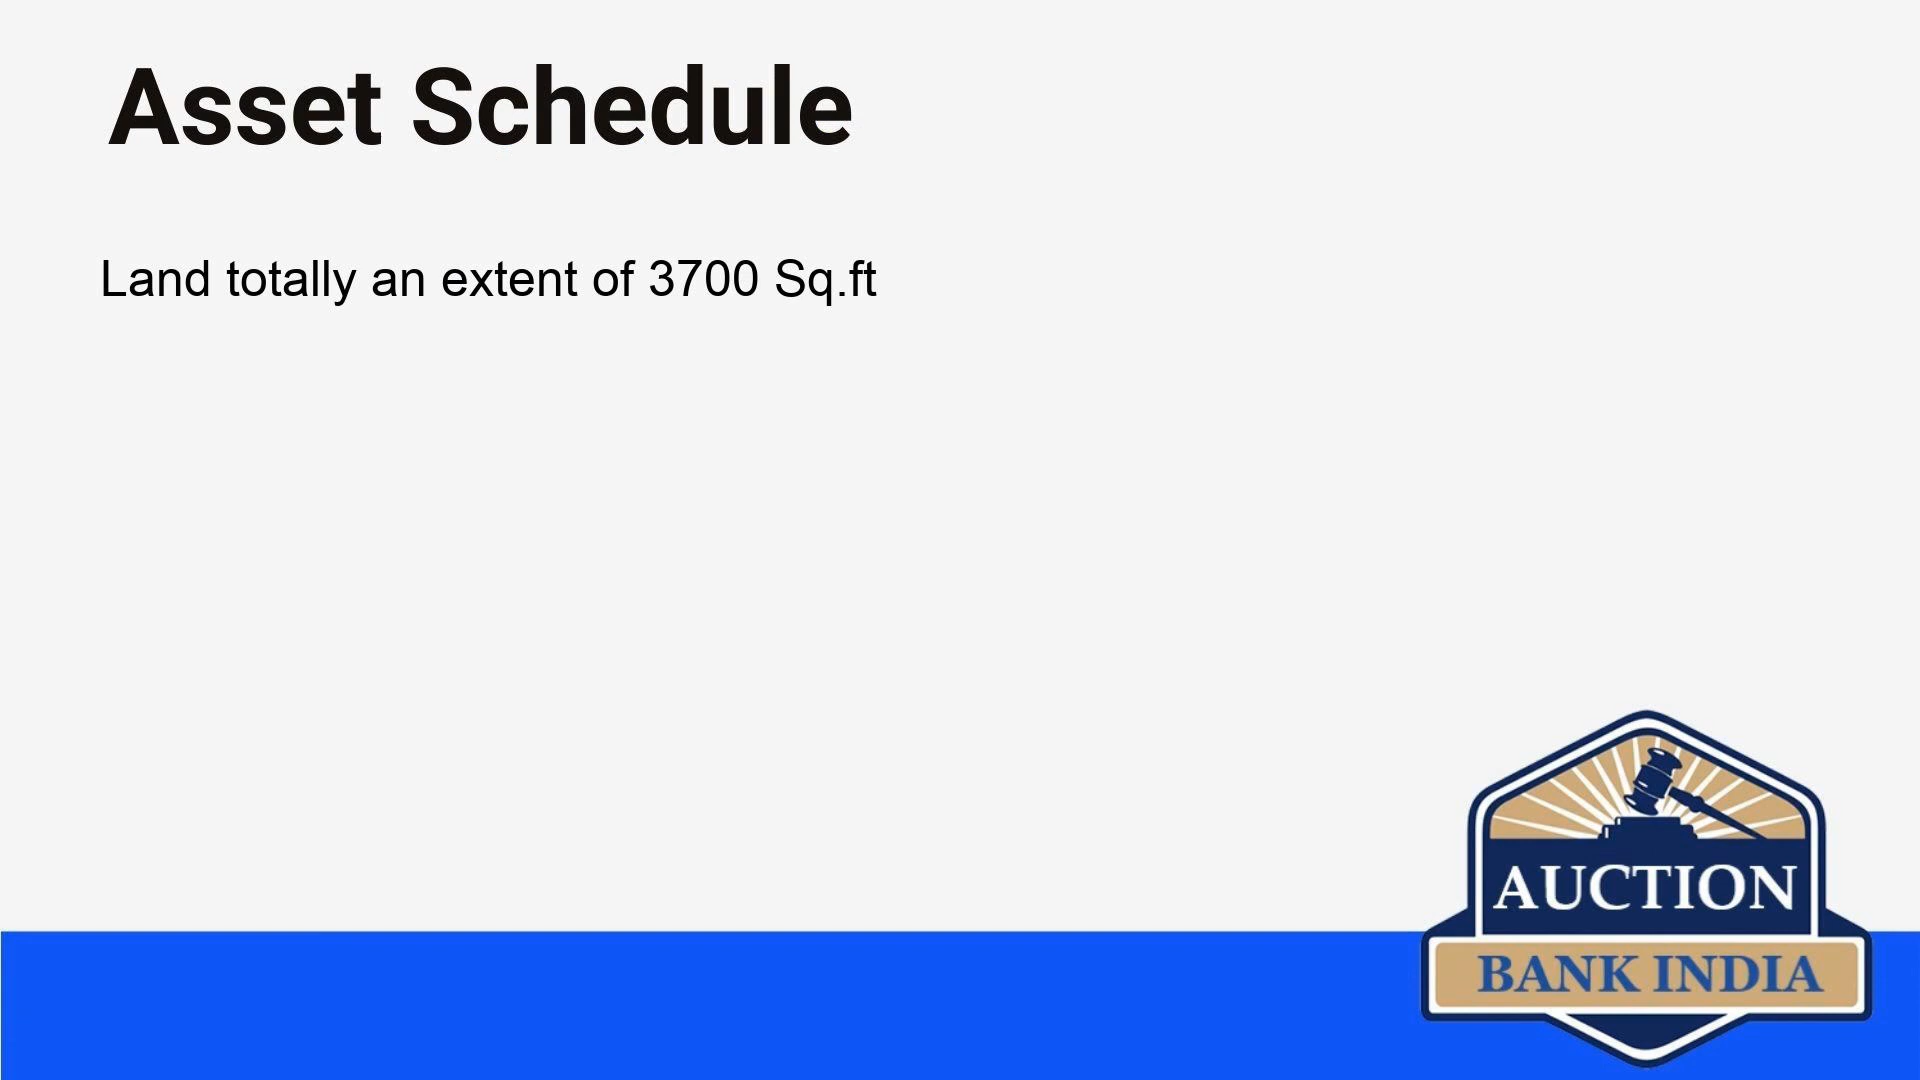 Asset Schedule
Land totally an extent of 3700 Sq.ft
AUCTION
BANK INDIA